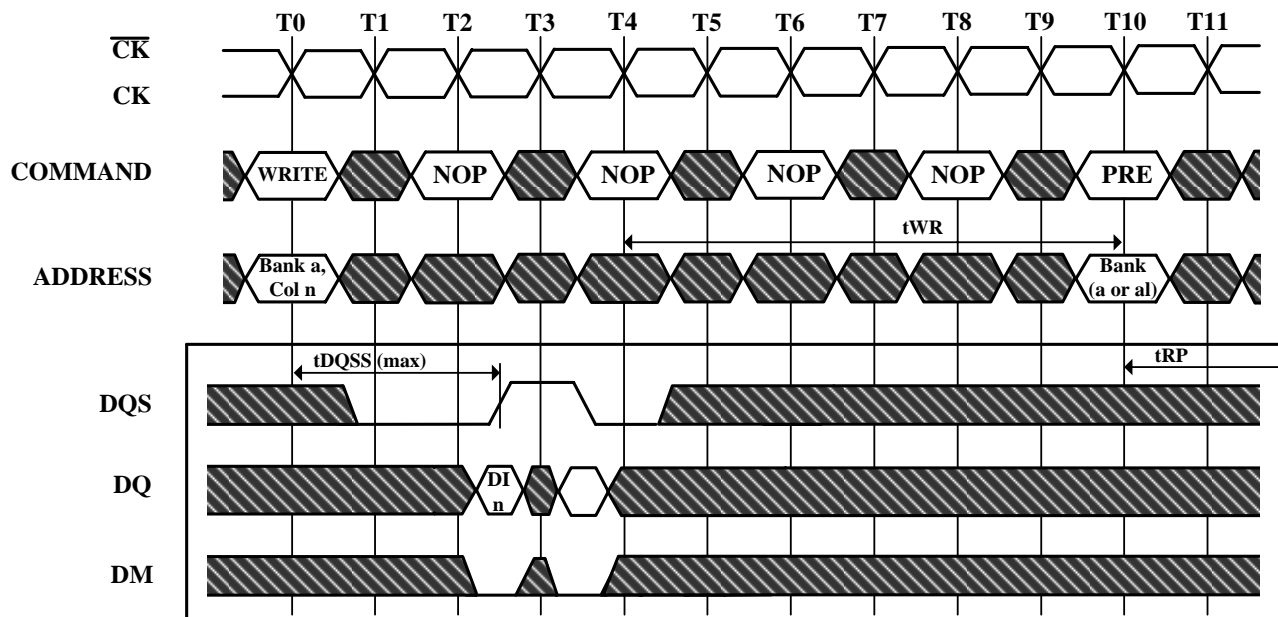 T0 T1 T2 T3 T4 T5 T6 T7 T8 T9 T10 T11
CK
CK
COMMAND WRITE NOP NOP NOP NOP PRE
tWR
ADDRESS Bank a, Col n Bank (a or al)
tDQSS (max) tRP
DQS
DQ DI n
DM